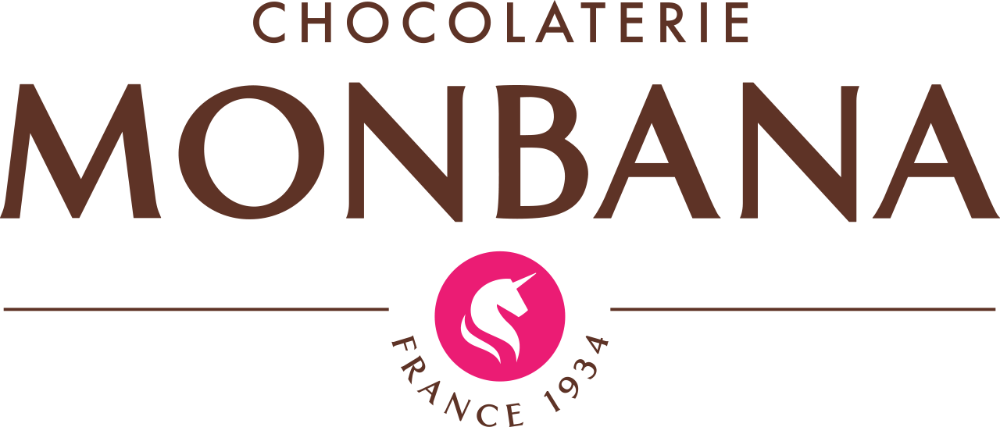 CHOCOLATERIE
MONBANA
FRANCE 1934